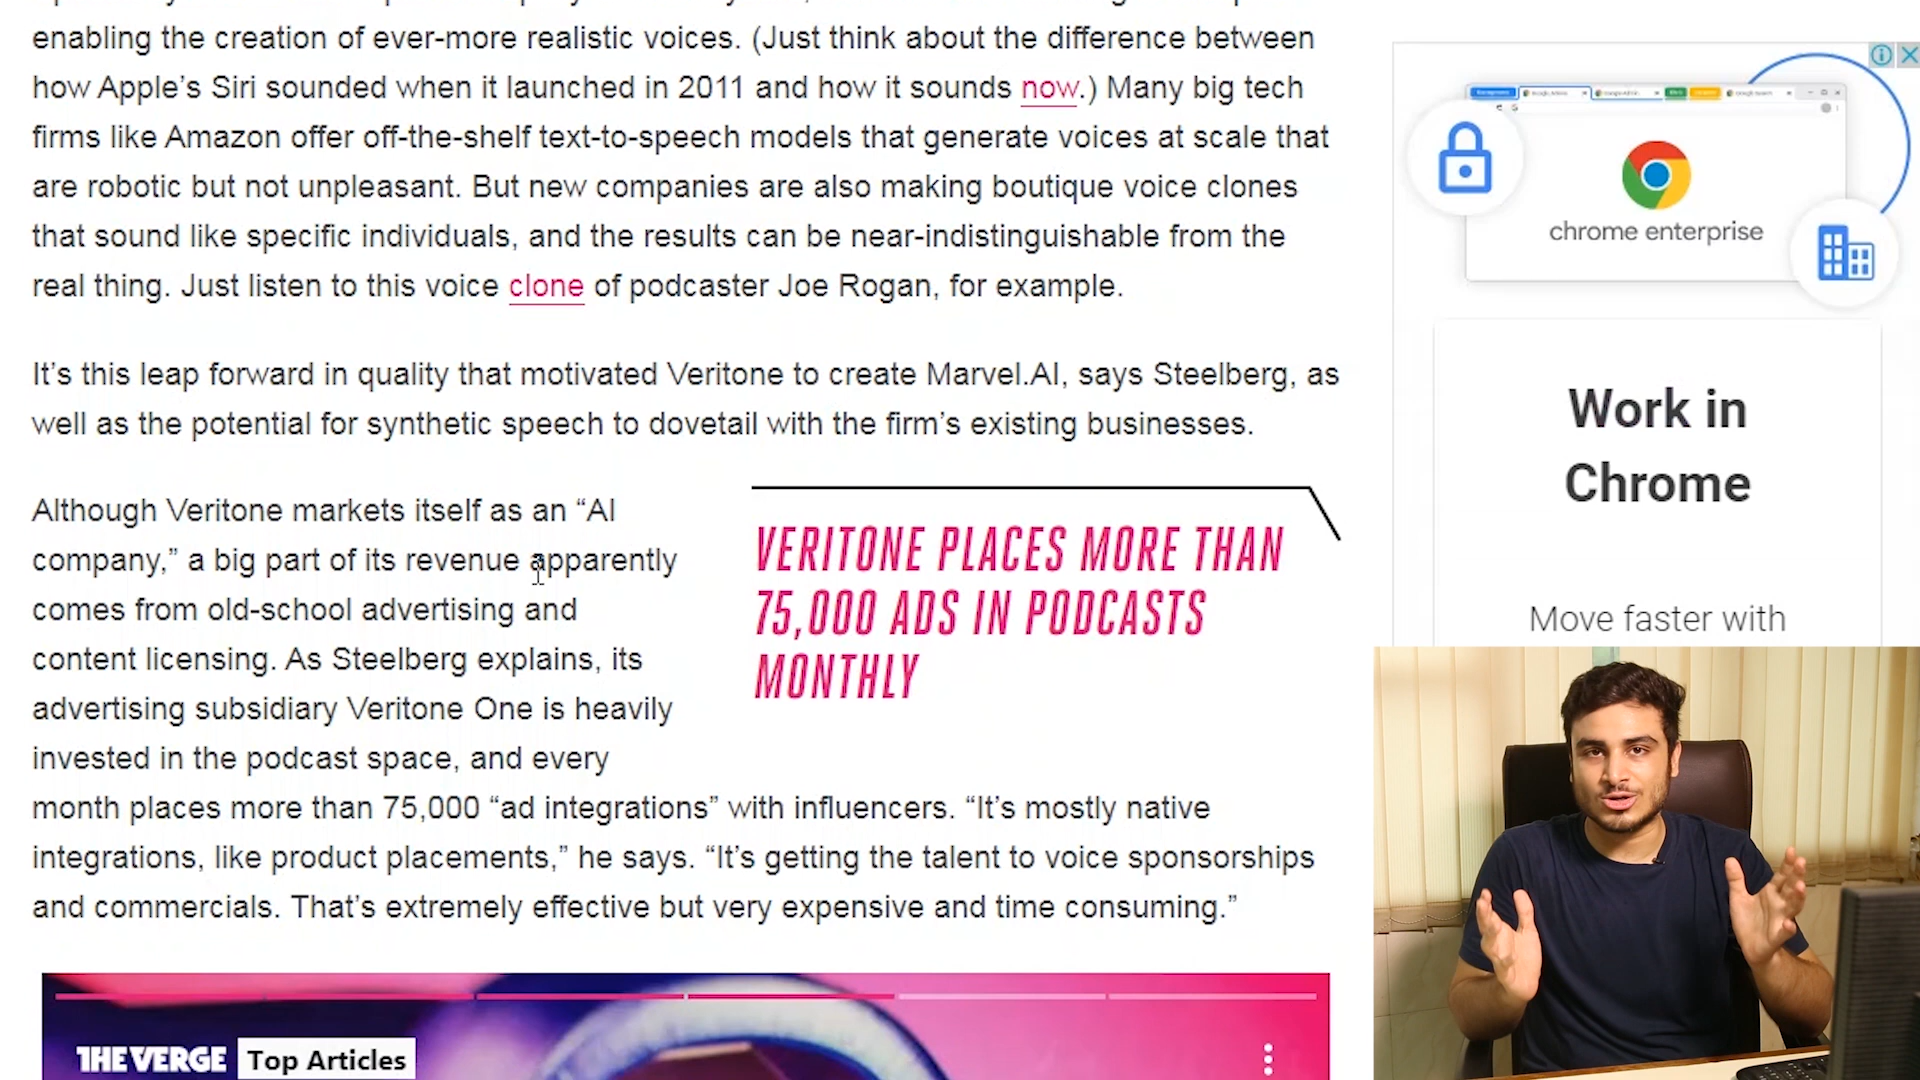 enabling the creation of ever-more realistic voices. (Just think about the difference between
how Apple’s Siri sounded when it launched in 2011 and how it sounds now.) Many big tech
firms like Amazon offer off-the-shelf text-to-speech models that generate voices at scale that
are robotic but not unpleasant. But new companies are also making boutique voice clones
that sound like specific individuals, and the results can be near-indistinguishable from the
real thing. Just listen to this voice clone of podcaster Joe Rogan, for example.
It’s this leap forward in quality that motivated Veritone to create Marvel.AI, says Steelberg, as
well as the potential for synthetic speech to dovetail with the firm’s existing businesses.
Although Veritone markets itself as an “AI
company,” a big part of its revenue apparently
comes from old-school advertising and
content licensing. As Steelberg explains, its
advertising subsidiary Veritone One is heavily
invested in the podcast space, and every
month places more than 75,000 “ad integrations” with influencers. “It’s mostly native
integrations, like product placements,” he says. “It’s getting the talent to voice sponsorships
and commercials. That’s extremely effective but very expensive and time consuming.”
VERITONE PLACES MORE THAN
75,000 ADS IN PODCASTS
MONTHLY
THE VERGE Top Articles
chrome enterprise
Work in
Chrome
Move faster with